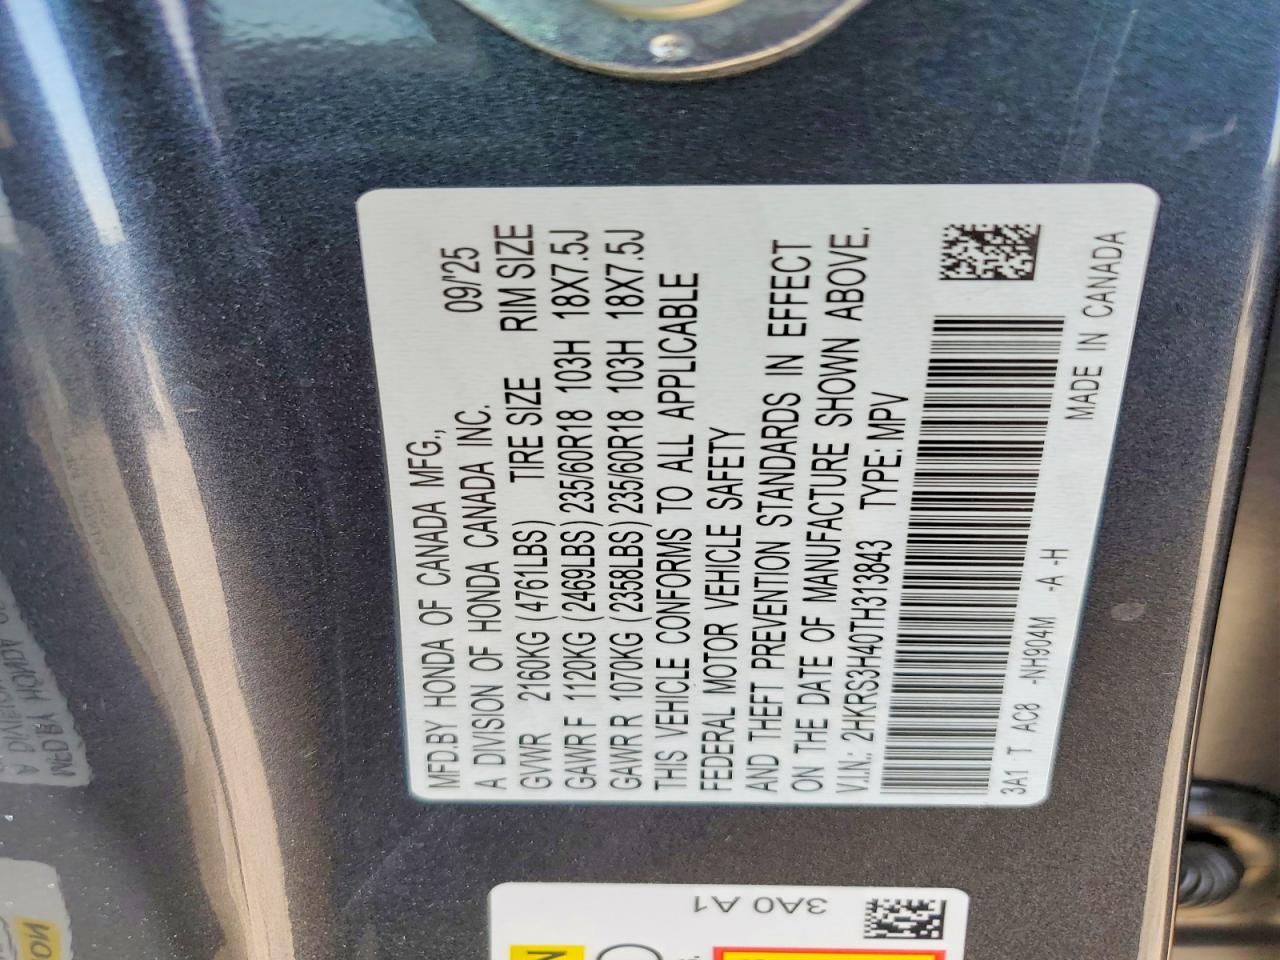 MFD.BY HONDA OF CANADA MFG.,
A DIVISION OF HONDA CANADA INC. 09/'25
GVWR 2160KG (4761LBS) TIRE SIZE RIM SIZE
GAWR F 1120KG (2469LBS) 235/60R18 103H 18X7.5J
GAWR R 1070KG (2358LBS) 235/60R18 103H 18X7.5J
THIS VEHICLE CONFORMS TO ALL APPLICABLE
FEDERAL MOTOR VEHICLE SAFETY
AND THEFT PREVENTION STANDARDS IN EFFECT
ON THE DATE OF MANUFACTURE SHOWN ABOVE.
V.I.N.: 2HKRS3H40TH313843 TYPE: MPV
3A1 T AC8 -NH904M -A -H MADE IN CANADA
3A0 A1